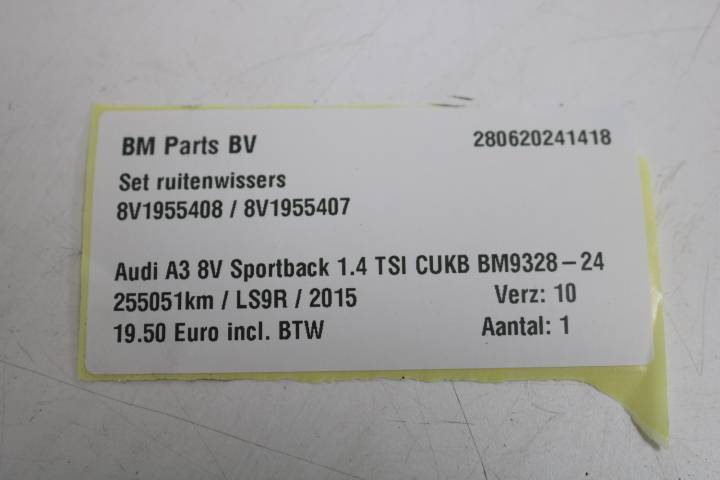 BM Parts BV 280620241418
Set ruitenwissers
8V1955408 / 8V1955407
Audi A3 8V Sportback 1.4 TSI CUKB BM9328-24
255051km / LS9R / 2015 Verz: 10
19.50 Euro incl. BTW Aantal: 1